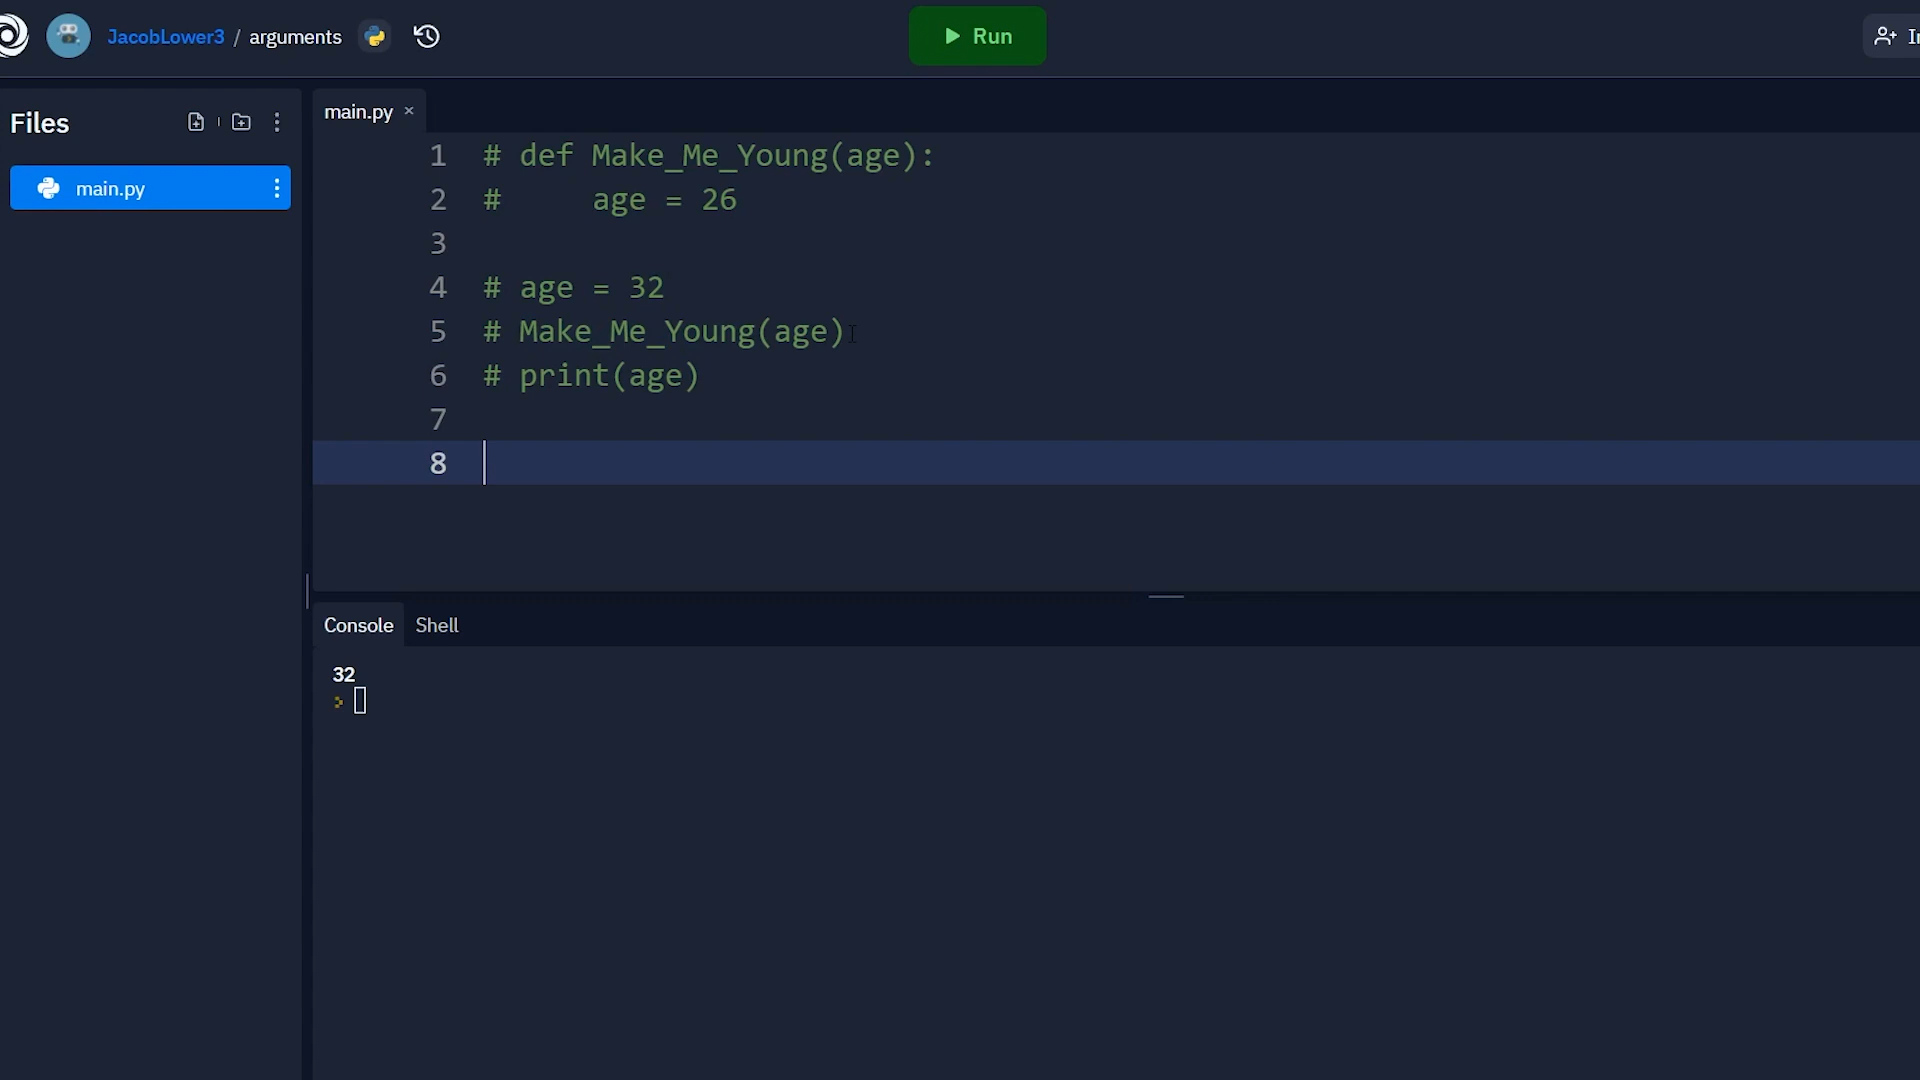 JacobLower3 / arguments
Run
In
Files
main.py
main.py ×
1 # def Make_Me_Young(age):
2 #     age = 26
3
4 # age = 32
5 # Make_Me_Young(age)
6 # print(age)
7
8
Console Shell
32
>